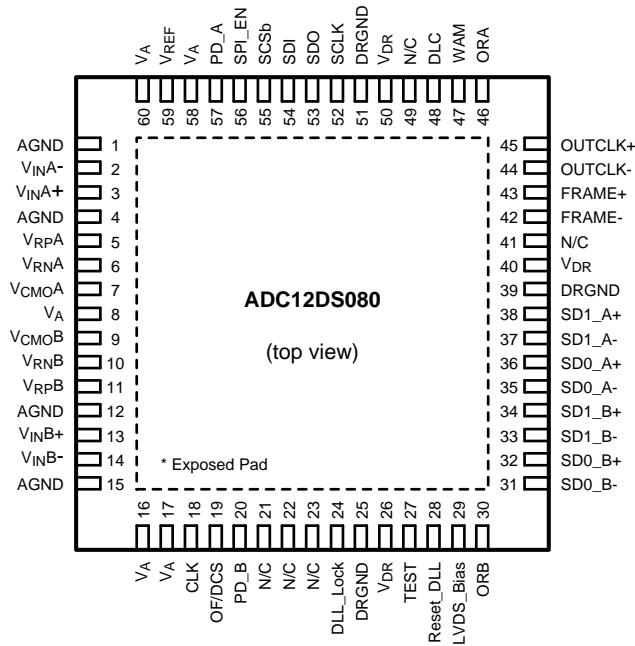 VA
VREF
VA
PD_A
SPI_EN
SCSb
SDI
SDO
SCLK
DRGND
VDR
N/C
DLC
WAM
ORA
60
59
58
57
56
55
54
53
52
51
50
49
48
47
46
AGND 1
VINA- 2
VINA+ 3
AGND 4
VRPA 5
VRNA 6
VCMOA 7
VA 8
VCMOB 9
VRNB 10
VRPB 11
AGND 12
VINB+ 13
VINB- 14
AGND 15
ADC12DS080
(top view)
* Exposed Pad
45 OUTCLK+
44 OUTCLK-
43 FRAME+
42 FRAME-
41 N/C
40 VDR
39 DRGND
38 SD1_A+
37 SD1_A-
36 SD0_A+
35 SD0_A-
34 SD1_B+
33 SD1_B-
32 SD0_B+
31 SD0_B-
16
17
18
19
20
21
22
23
24
25
26
27
28
29
30
VA
VA
CLK
OF/DCS
PD_B
N/C
N/C
N/C
DLL_Lock
DRGND
VDR
TEST
Reset_DLL
LVDS_Bias
ORB